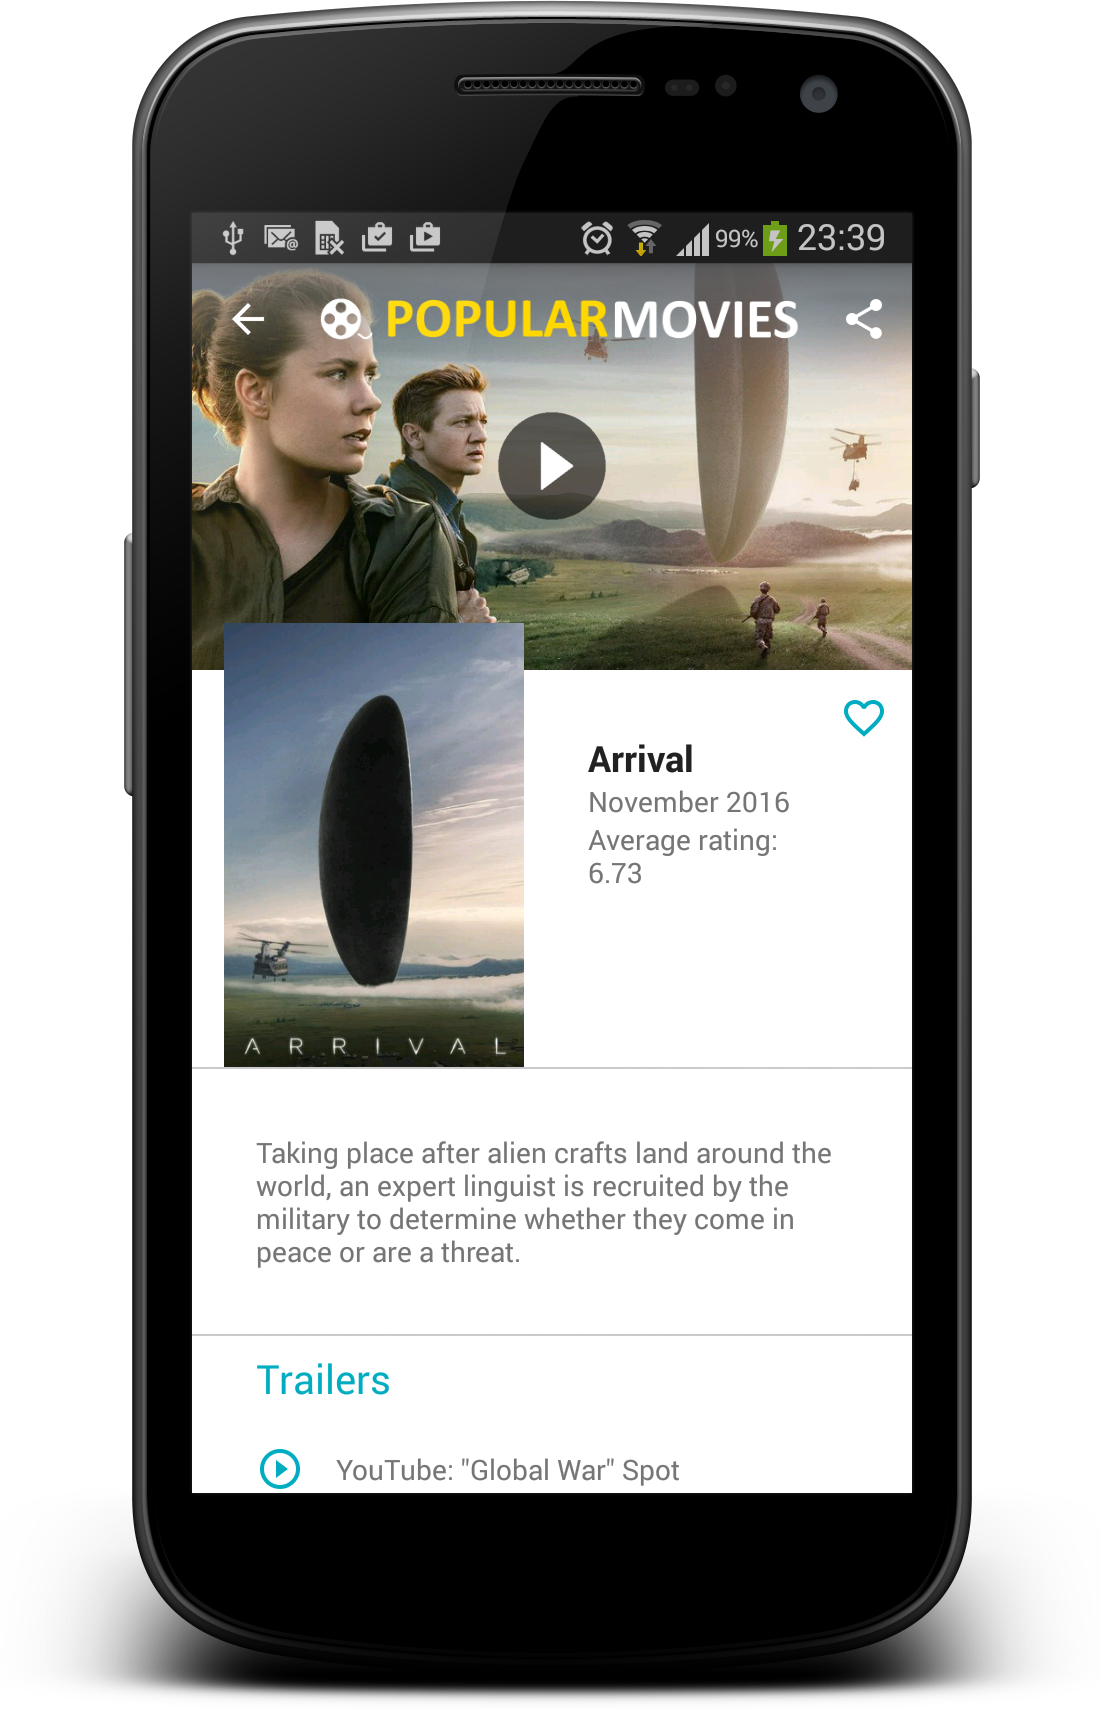 99% 23:39
POPULARMOVIES
Arrival
November 2016
Average rating:
6.73
ARRIVAL
Taking place after alien crafts land around the
world, an expert linguist is recruited by the
military to determine whether they come in
peace or are a threat.
Trailers
YouTube: "Global War" Spot